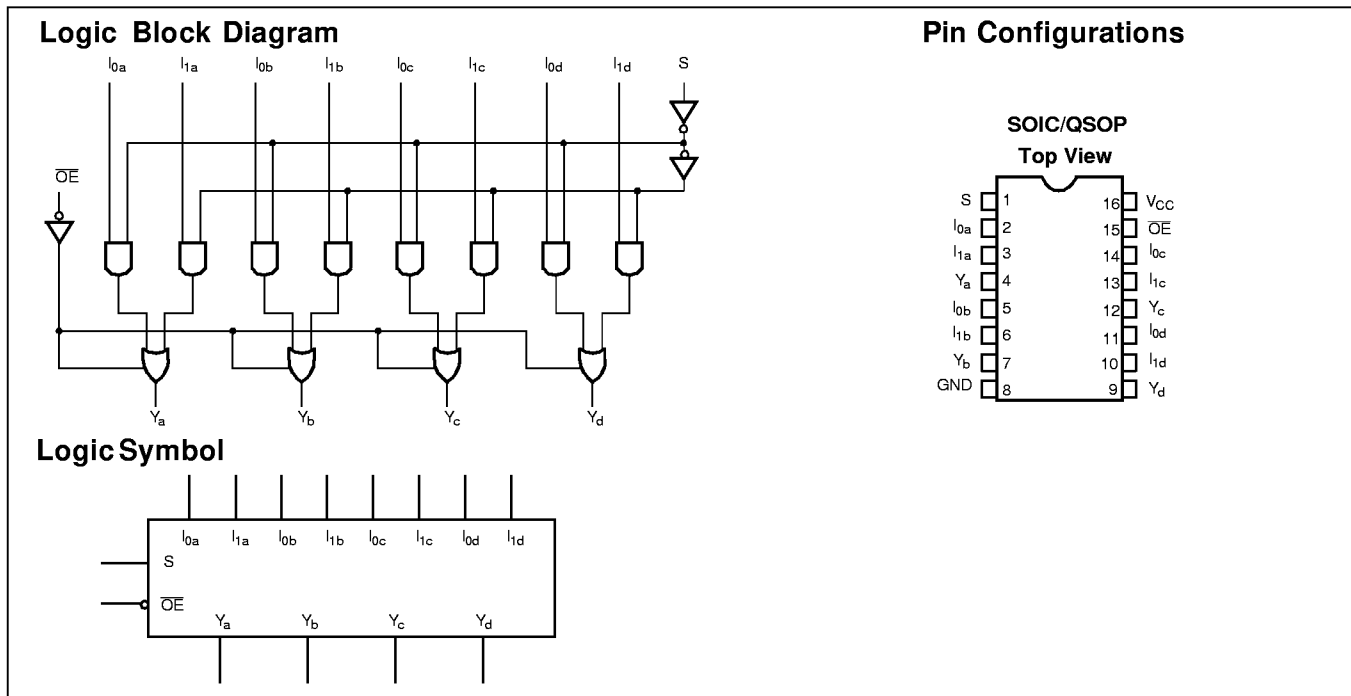 Logic Block Diagram
I0a I1a I0b I1b I0c I1c S I0d I1d
OE
Ya Yb Yc Yd
Logic Symbol
I0a I1a I0b I1b I0c I1c I0d I1d
S
OE
Ya Yb Yc Yd
Pin Configurations
SOIC/QSOP
Top View
S 1 16 VCC
I0a 2 15 OE
I1a 3 14 I0c
Ya 4 13 I1c
I0b 5 12 Yc
I1b 6 11 I0d
Yb 7 10 I1d
GND 8 9 Yd